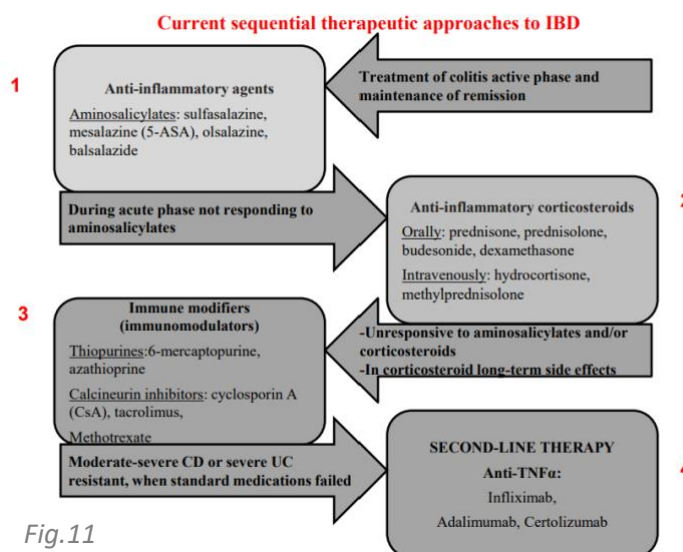 Current sequential therapeutic approaches to IBD
1
Anti-inflammatory agents
Aminosalicylates: sulfasalazine,
mesalazine (5-ASA), olsalazine,
balsalazide
Treatment of colitis active phase and
maintenance of remission
During acute phase not responding to
aminosalicylates
Anti-inflammatory corticosteroids
Orally: prednisone, prednisolone,
budesonide, dexamethasone
Intravenously: hydrocortisone,
methylprednisolone
3
Immune modifiers
(immunomodulators)
Thiopurines:6-mercaptopurine,
azathioprine
Calcineurin inhibitors: cyclosporin A
(CsA), tacrolimus,
Methotrexate
-Unresponsive to aminosalicylates and/or
corticosteroids
-In corticosteroid long-term side effects
Moderate-severe CD or severe UC
resistant, when standard medications failed
SECOND-LINE THERAPY
Anti-TNFα:
Infliximab,
Adalimumab, Certolizumab
Fig.11